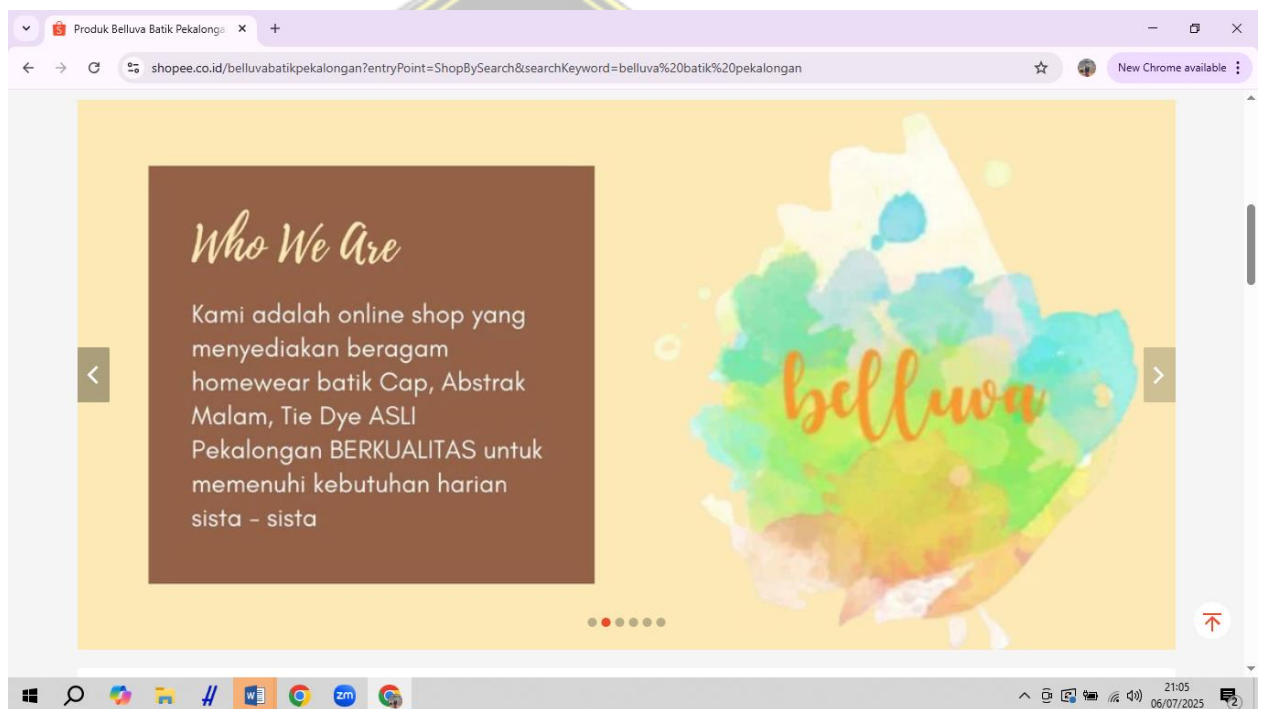 Produk Belluva Batik Pekalonga
shopee.co.id/belluvabatikpekalongan?entryPoint=ShopBySearch&searchKeyword=belluva%20batik%20pekalongan
New Chrome available
Who We Are
Kami adalah online shop yang
menyediakan beragam
homewear batik Cap, Abstrak
Malam, Tie Dye ASLI
Pekalongan BERKUALITAS untuk
memenuhi kebutuhan harian
sista - sista
belluva
zm
21:05
06/07/2025
2